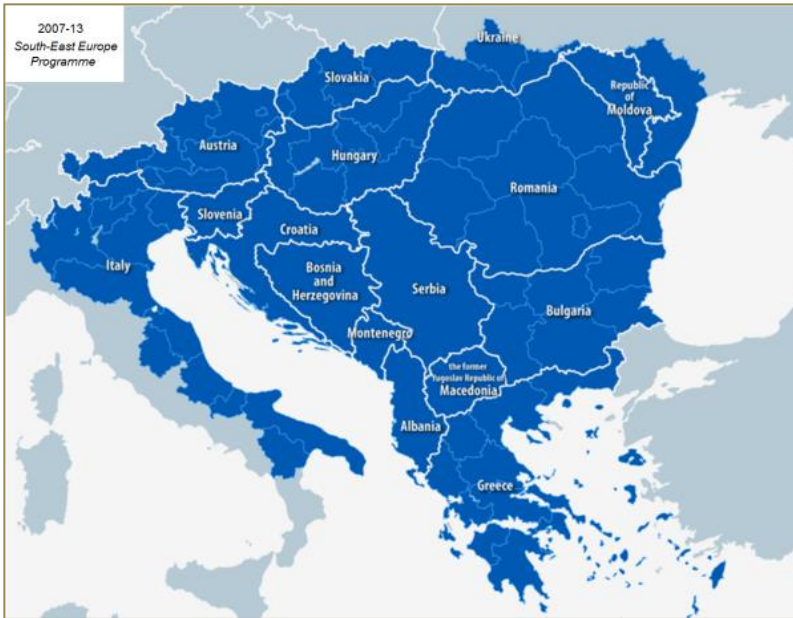 2007-13
South-East Europe
Programme
Ukraine
Slovakia
Republic
of
Moldova
Austria
Hungary
Romania
Slovenia
Croatia
Italy
Bosnia
and
Herzegovina
Serbia
Bulgaria
Montenegro
the former
Yugoslav Republic of
Macedonia
Albania
Greece